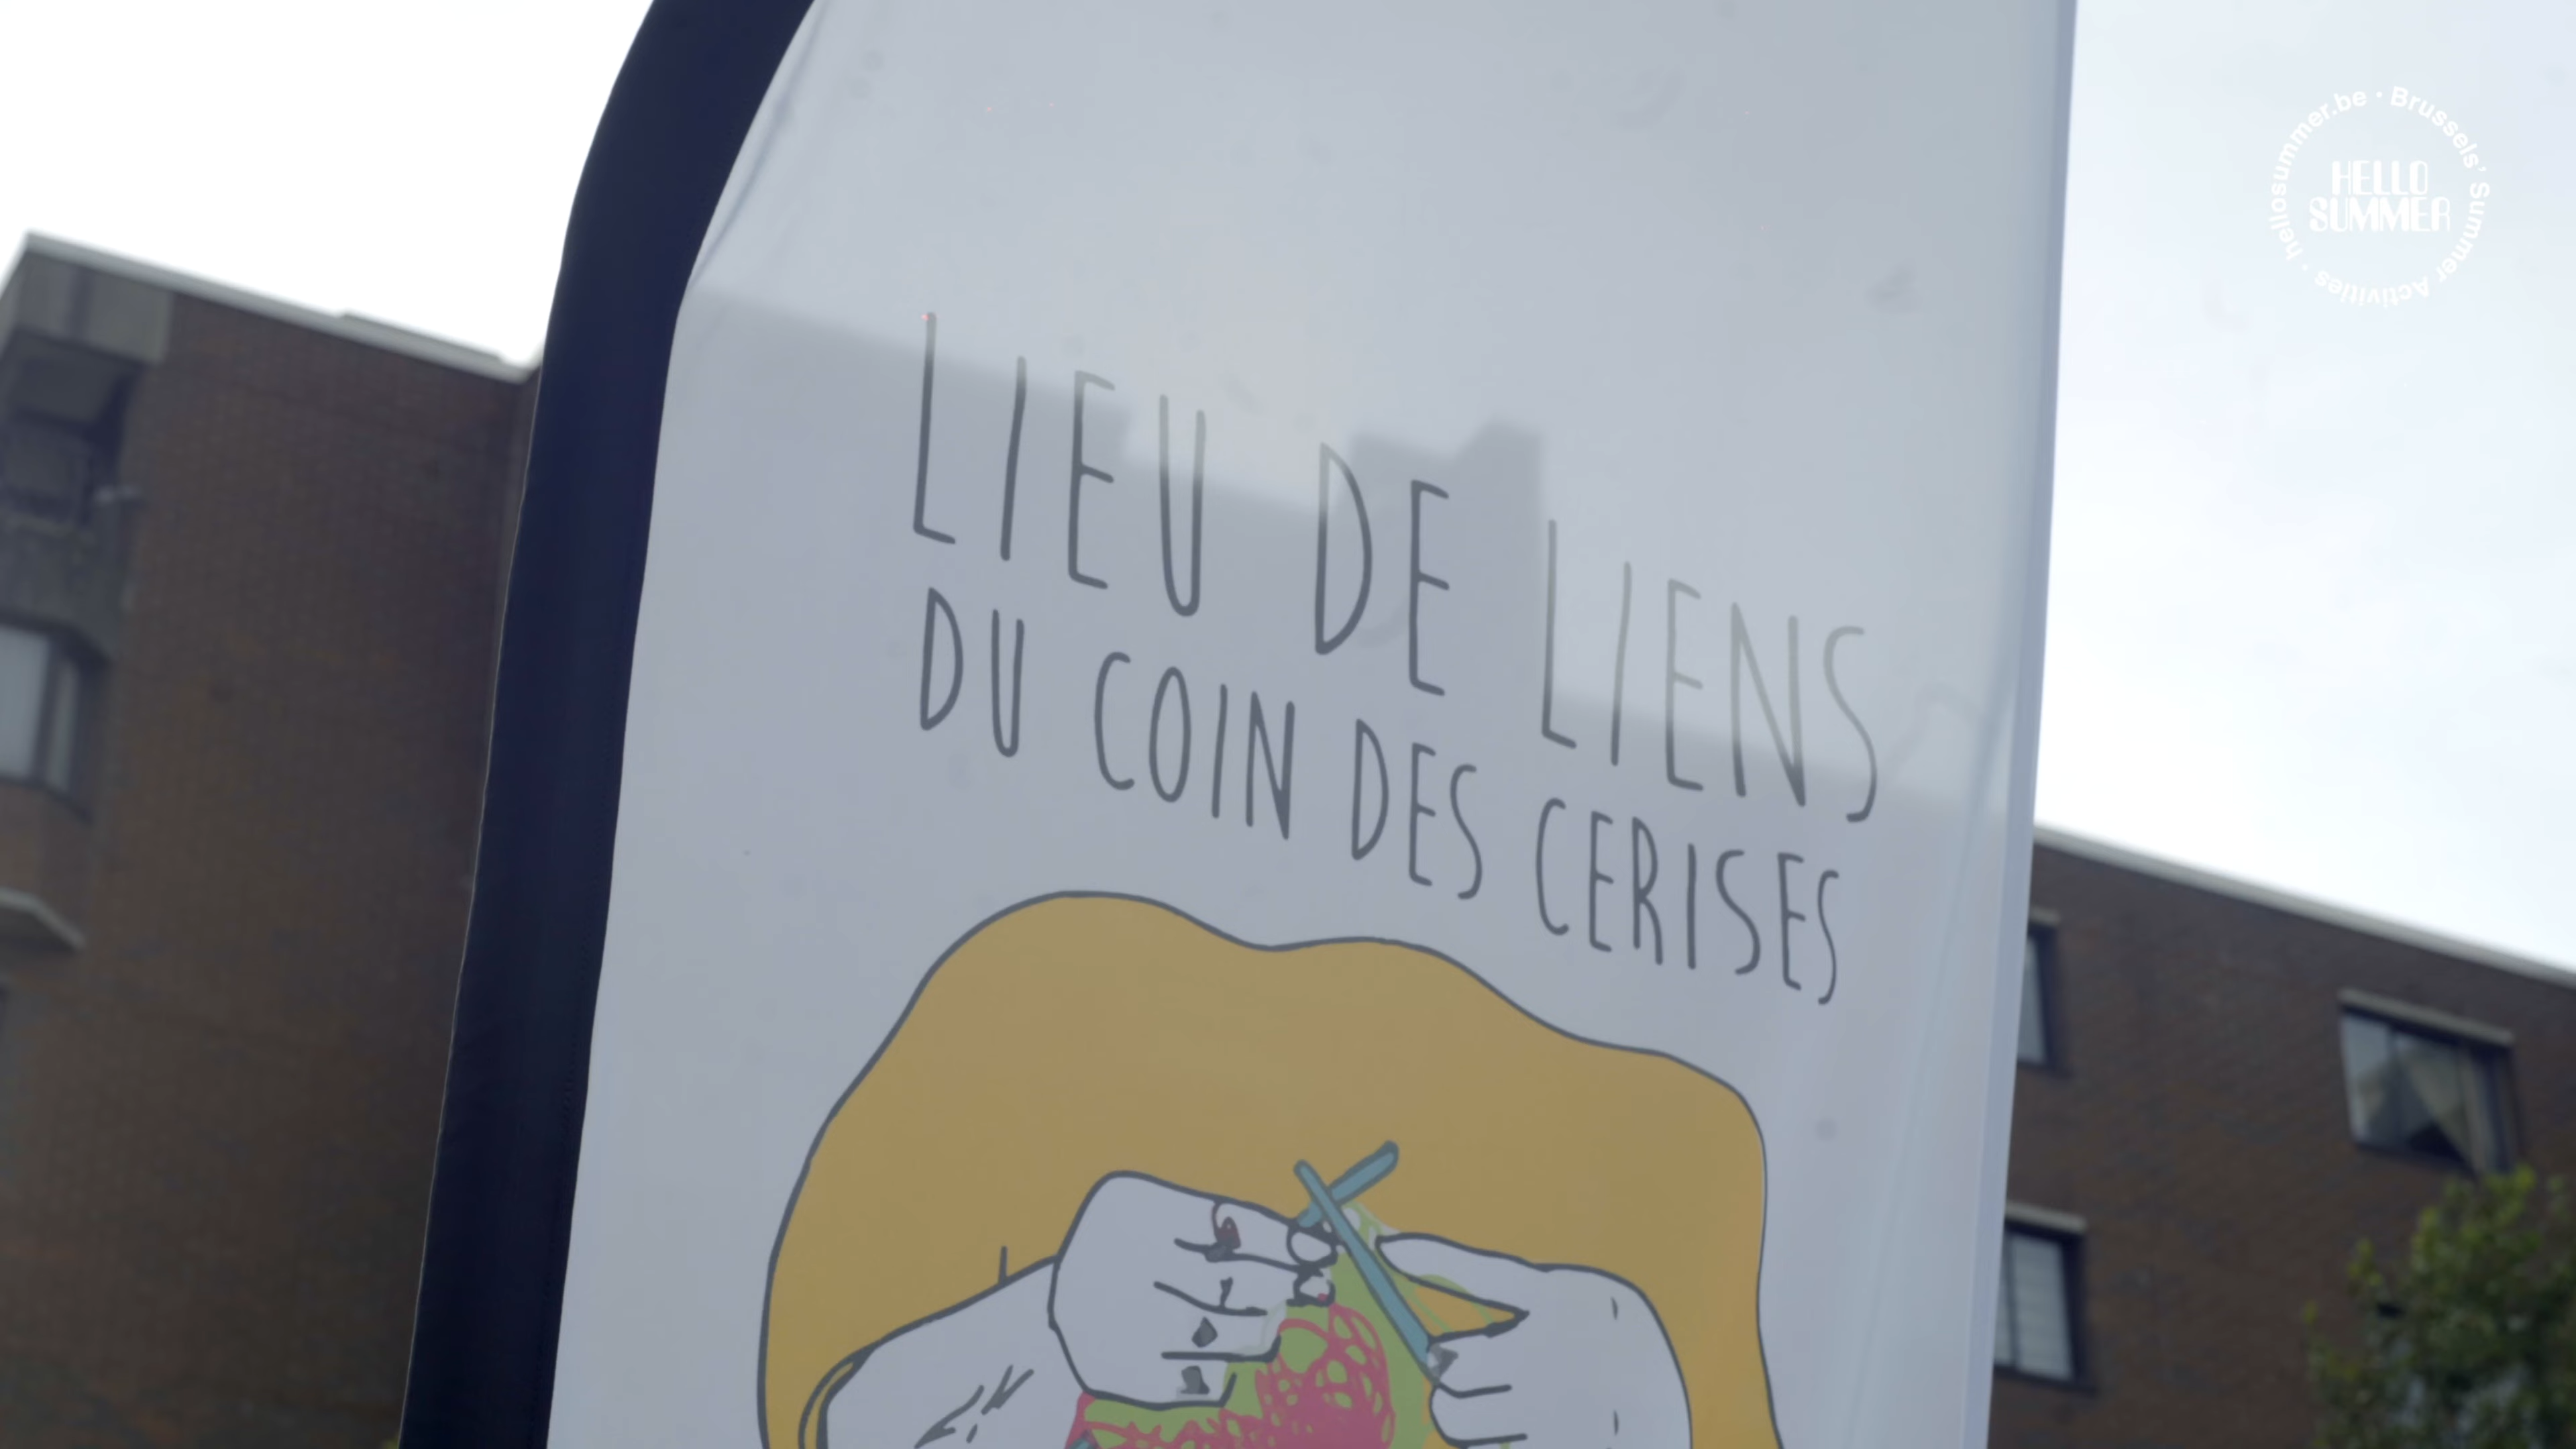 LIEU DE LIENS
DU COIN DES CERISES
hellosummer.be · Brussels' Summer Activities ·
HELLO
SUMMER